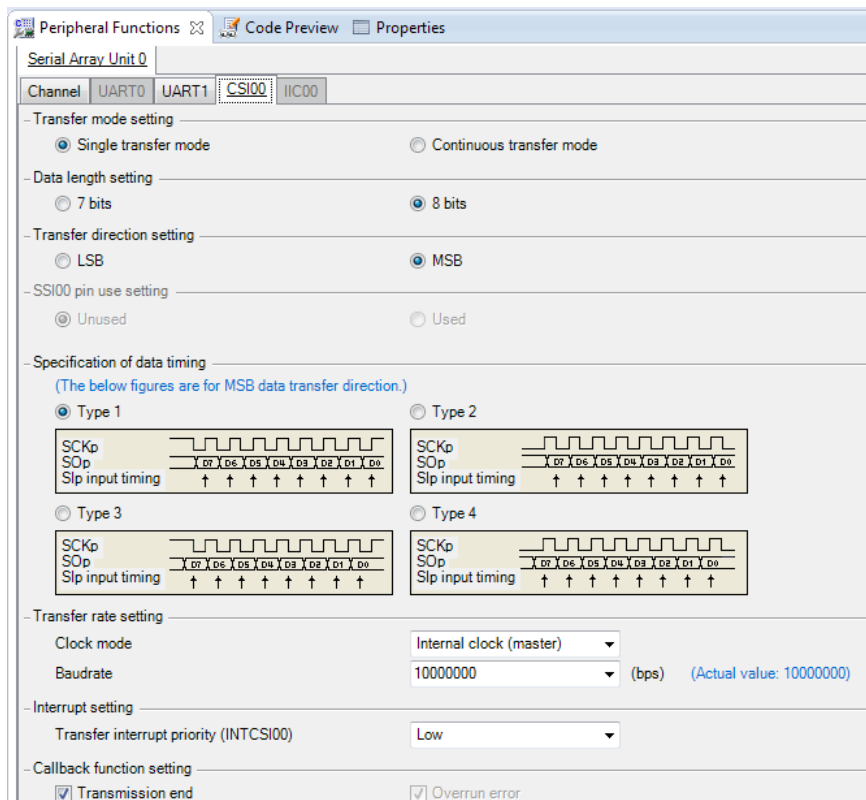 Peripheral Functions Code Preview Properties
Serial Array Unit 0
Channel UART0 UART1 CSI00 IIC00
Transfer mode setting
Single transfer mode Continuous transfer mode
Data length setting
7 bits 8 bits
Transfer direction setting
LSB MSB
SSI00 pin use setting
Unused Used
Specification of data timing
(The below figures are for MSB data transfer direction.)
Type 1 Type 2
SCKp SCKp
SOp D7 D6 D5 D4 D3 D2 D1 D0 SOp D7 D6 D5 D4 D3 D2 D1 D0
SIp input timing SIp input timing
Type 3 Type 4
SCKp SCKp
SOp D7 D6 D5 D4 D3 D2 D1 D0 SOp D7 D6 D5 D4 D3 D2 D1 D0
SIp input timing SIp input timing
Transfer rate setting
Clock mode Internal clock (master)
Baudrate 10000000 (bps) (Actual value: 10000000)
Interrupt setting
Transfer interrupt priority (INTCSI00) Low
Callback function setting
Transmission end Overrun error